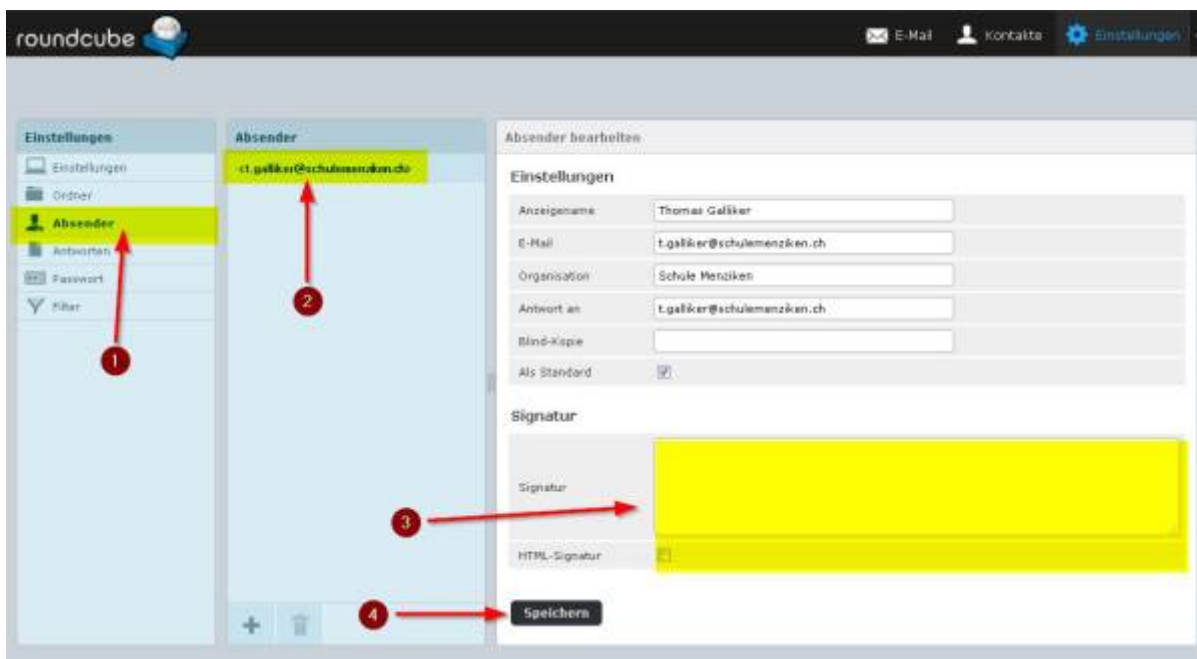 roundcube
E-Mail
Kontakte
Einstellungen
Einstellungen
Einstellungen
Ordner
Absender
Antworten
Passwort
Filter
1
Absender
<t.galliker@schulemenziken.ch>
2
Absender bearbeiten
Einstellungen
Anzeigename Thomas Galliker
E-Mail t.galliker@schulemenziken.ch
Organisation Schule Menziken
Antwort an t.galliker@schulemenziken.ch
Blind-Kopie
Als Standard
Signatur
Signatur
3
HTML-Signatur
4
Speichern